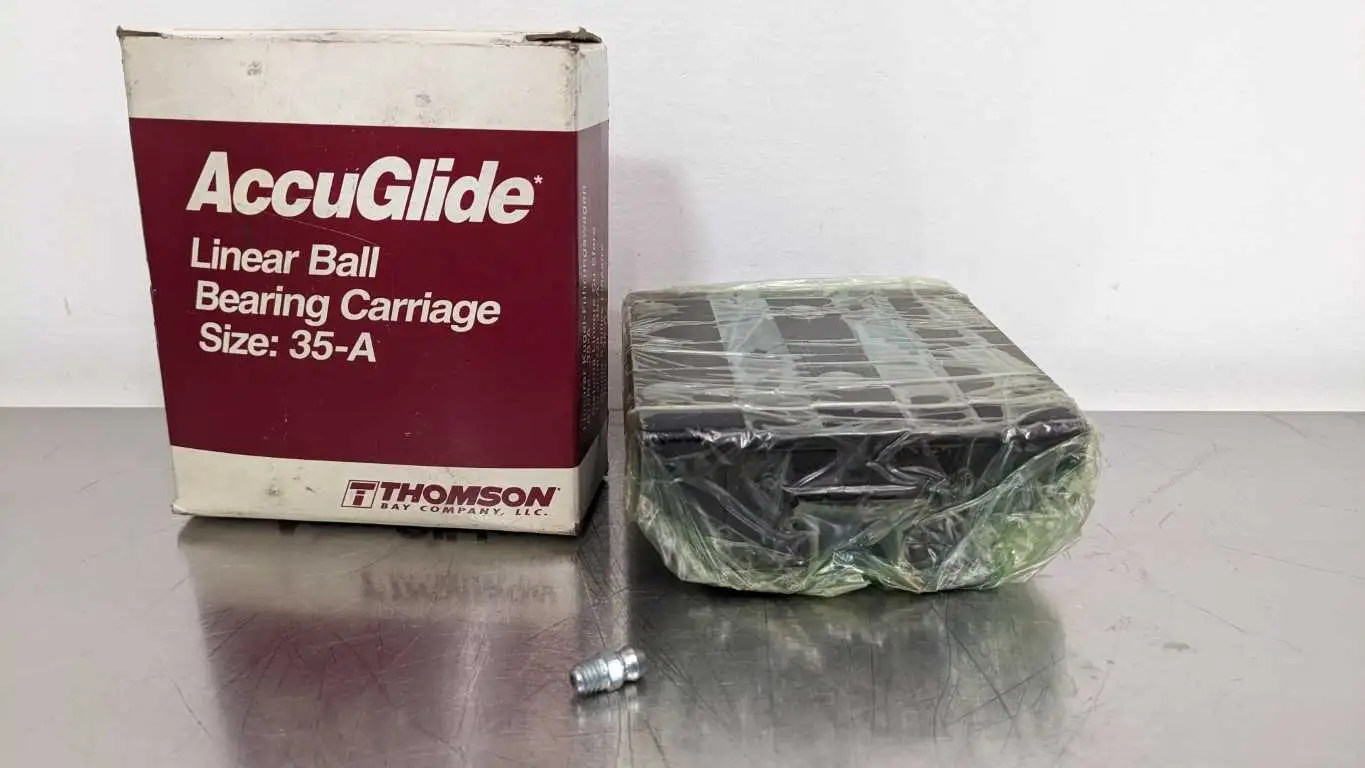 AccuGlide*
Linear Ball
Bearing Carriage
Size: 35-A
THOMSON
BAY COMPANY, LLC.